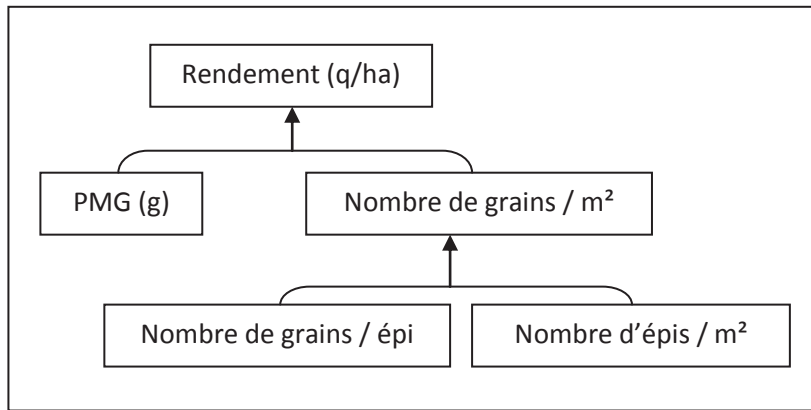 Rendement (q/ha)
PMG (g)
Nombre de grains / m²
Nombre de grains / épi
Nombre d'épis / m²